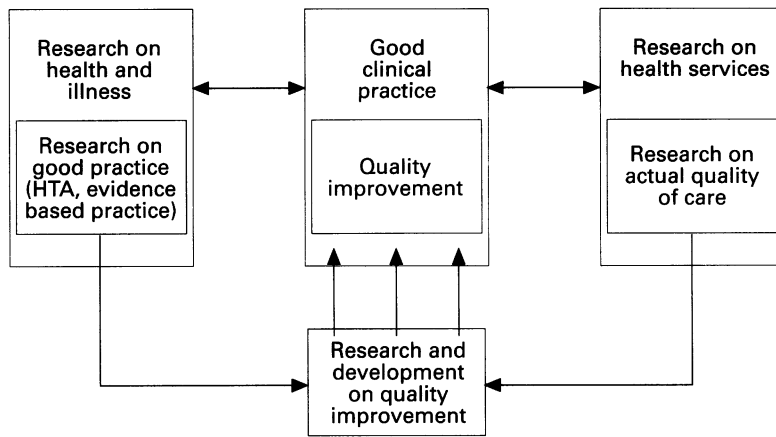 Research on
health and
illness
Research on
good practice
(HTA, evidence
based practice)
Good
clinical
practice
Quality
improvement
Research on
health services
Research on
actual quality
of care
Research and
development
on quality
improvement